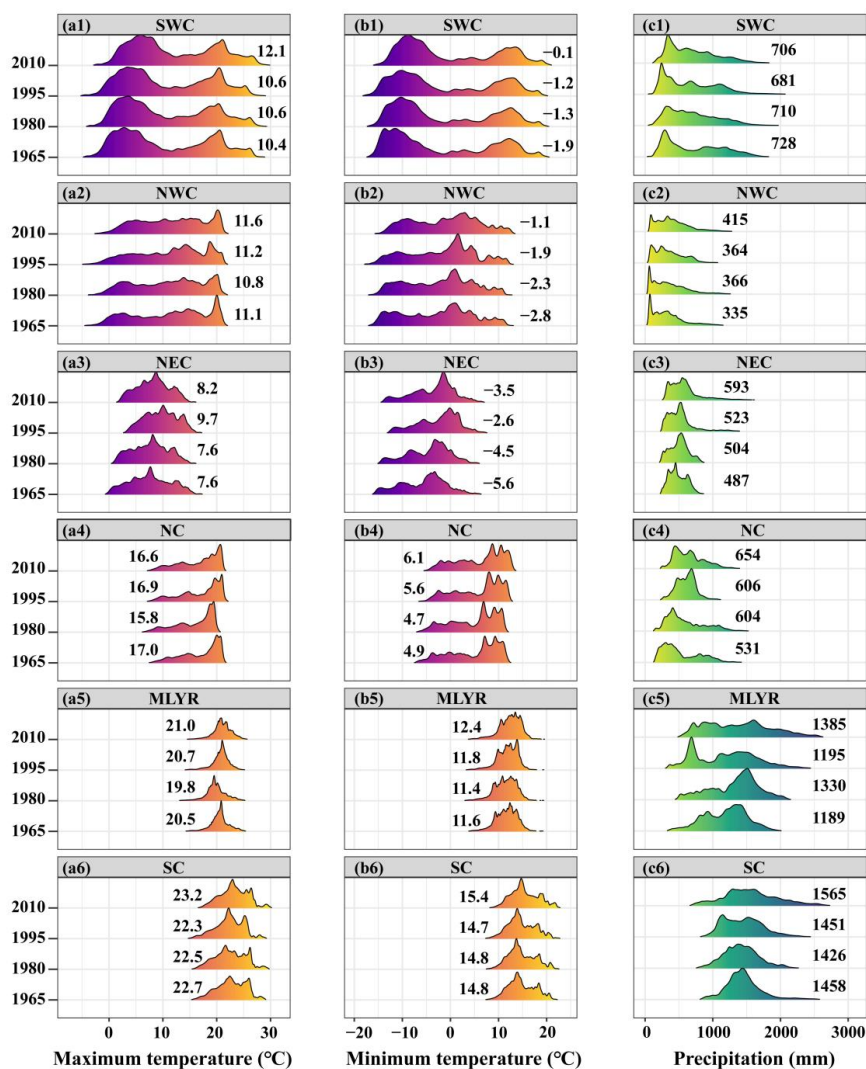 (a1) SWC (b1) SWC (c1) SWC
2010 12.1 −0.1 706
1995 10.6 −1.2 681
1980 10.6 −1.3 710
1965 10.4 −1.9 728
(a2) NWC (b2) NWC (c2) NWC
2010 11.6 −1.1 415
1995 11.2 −1.9 364
1980 10.8 −2.3 366
1965 11.1 −2.8 335
(a3) NEC (b3) NEC (c3) NEC
2010 8.2 −3.5 593
1995 9.7 −2.6 523
1980 7.6 −4.5 504
1965 7.6 −5.6 487
(a4) NC (b4) NC (c4) NC
2010 16.6 6.1 654
1995 16.9 5.6 606
1980 15.8 4.7 604
1965 17.0 4.9 531
(a5) MLYR (b5) MLYR (c5) MLYR
2010 21.0 12.4 1385
1995 20.7 11.8 1195
1980 19.8 11.4 1330
1965 20.5 11.6 1189
(a6) SC (b6) SC (c6) SC
2010 23.2 15.4 1565
1995 22.3 14.7 1451
1980 22.5 14.8 1426
1965 22.7 14.8 1458
0 10 20 30 −20 −10 0 10 20 0 1000 2000 3000
Maximum temperature (°C) Minimum temperature (°C) Precipitation (mm)